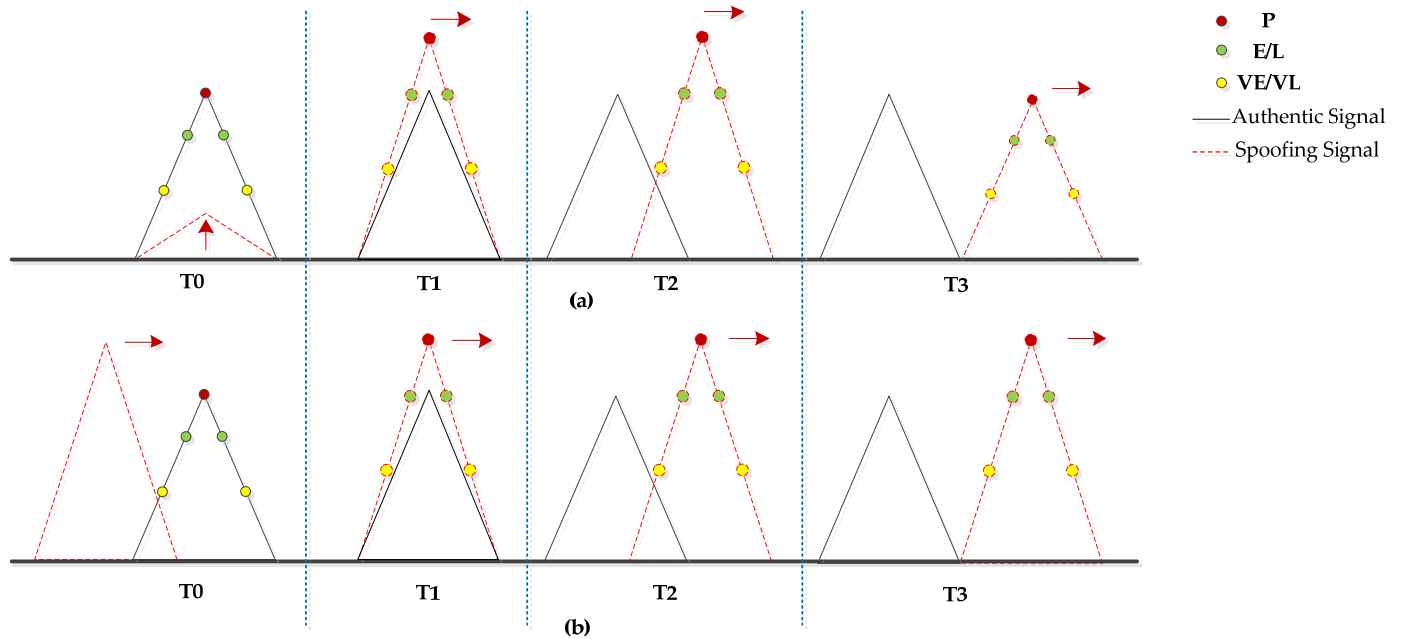 P
E/L
VE/VL
Authentic Signal
Spoofing Signal
T0
T1
T2
T3
(a)
T0
T1
T2
T3
(b)